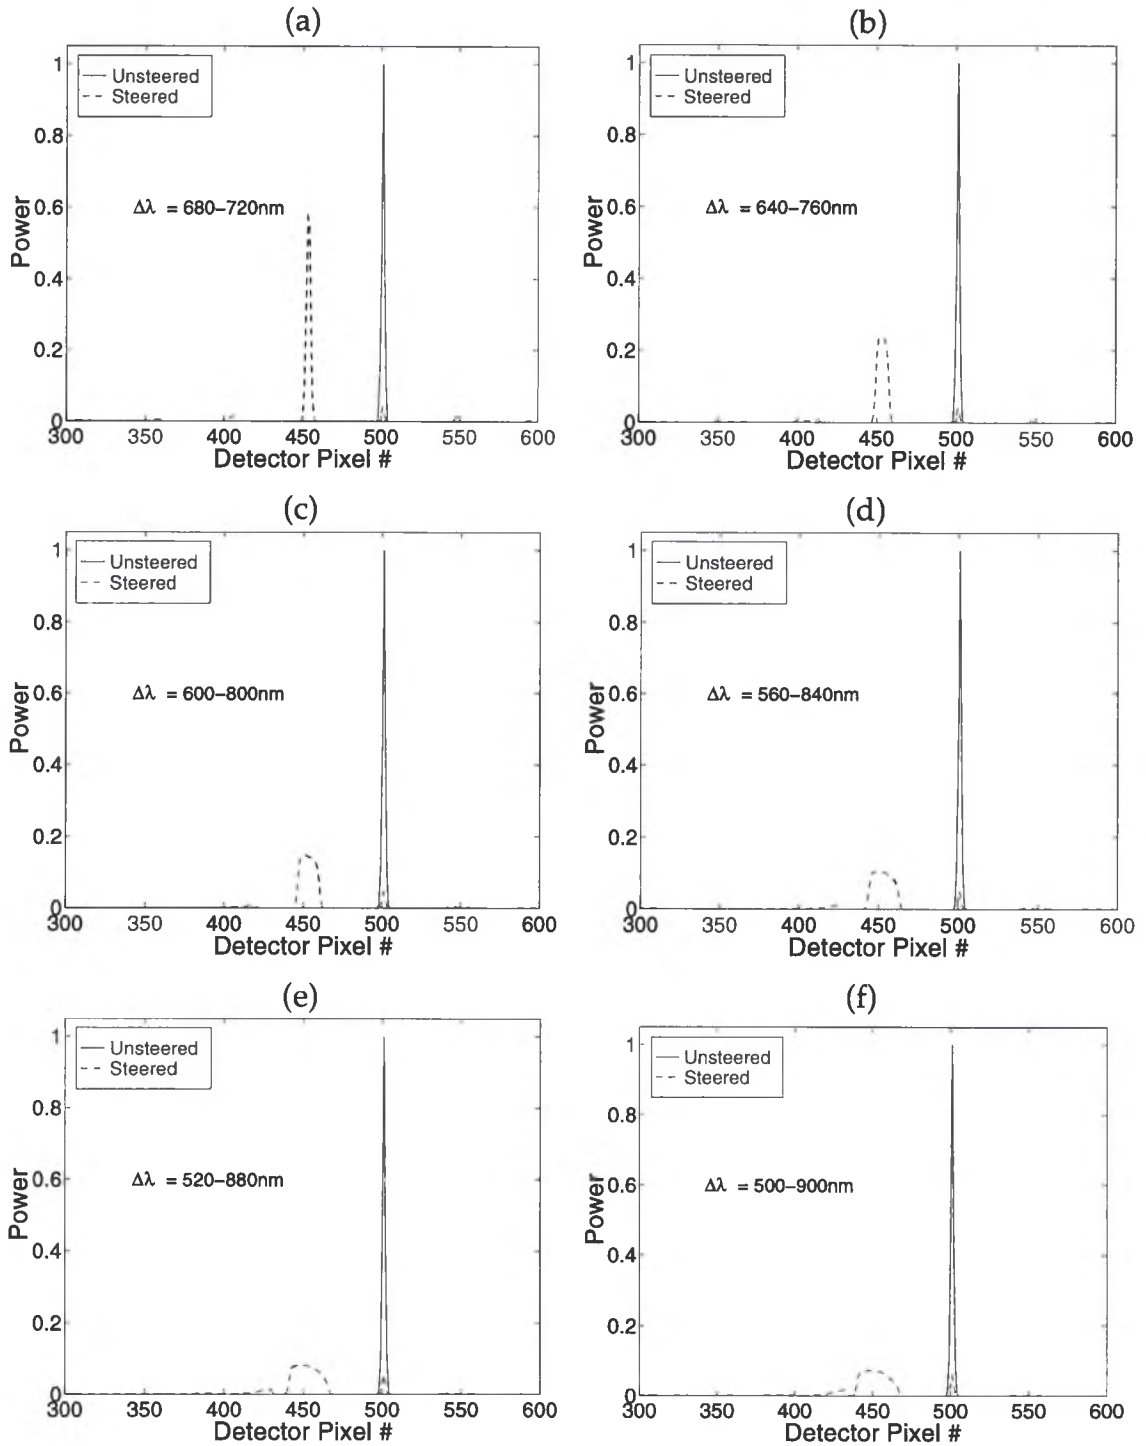 (a)
1
0.8
0.6
0.4
0.2
0
Power
Unsteered
Steered
Δλ = 680–720nm
300 350 400 450 500 550 600
Detector Pixel #
(b)
1
0.8
0.6
0.4
0.2
0
Power
Unsteered
Steered
Δλ = 640–760nm
300 350 400 450 500 550 600
Detector Pixel #
(c)
1
0.8
0.6
0.4
0.2
0
Power
Unsteered
Steered
Δλ = 600–800nm
300 350 400 450 500 550 600
Detector Pixel #
(d)
1
0.8
0.6
0.4
0.2
0
Power
Unsteered
Steered
Δλ = 560–840nm
300 350 400 450 500 550 600
Detector Pixel #
(e)
1
0.8
0.6
0.4
0.2
0
Power
Unsteered
Steered
Δλ = 520–880nm
300 350 400 450 500 550 600
Detector Pixel #
(f)
1
0.8
0.6
0.4
0.2
0
Power
Unsteered
Steered
Δλ = 500–900nm
300 350 400 450 500 550 600
Detector Pixel #